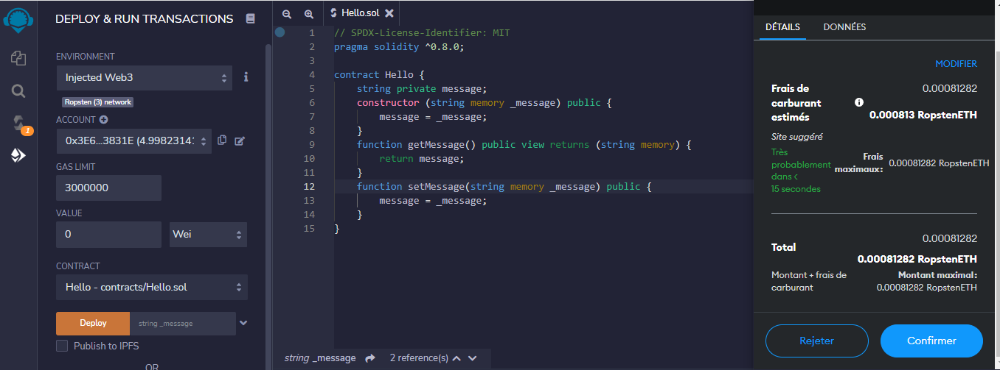 DEPLOY & RUN TRANSACTIONS
ENVIRONMENT
Injected Web3
Ropsten (3) network
ACCOUNT
0x3E6...3831E (4.99823141
GAS LIMIT
3000000
VALUE
0
Wei
CONTRACT
Hello - contracts/Hello.sol
Deploy
string _message
Publish to IPFS
OR
1
Hello.sol
1 // SPDX-License-Identifier: MIT
2 pragma solidity ^0.8.0;
3
4 contract Hello {
5 string private message;
6 constructor (string memory _message) public {
7 message = _message;
8 }
9 function getMessage() public view returns (string memory) {
10 return message;
11 }
12 function setMessage(string memory _message) public {
13 message = _message;
14 }
15 }
string _message 2 reference(s)
DÉTAILS
DONNÉES
MODIFIER
Frais de
carburant
estimés
0.00081282
0.000813 RopstenETH
Site suggéré
Très
probablement
dans <
15 secondes
Frais
maximaux:
0.00081282 RopstenETH
Total
0.00081282
0.00081282 RopstenETH
Montant + frais de
carburant
Montant maximal:
0.00081282 RopstenETH
Rejeter
Confirmer